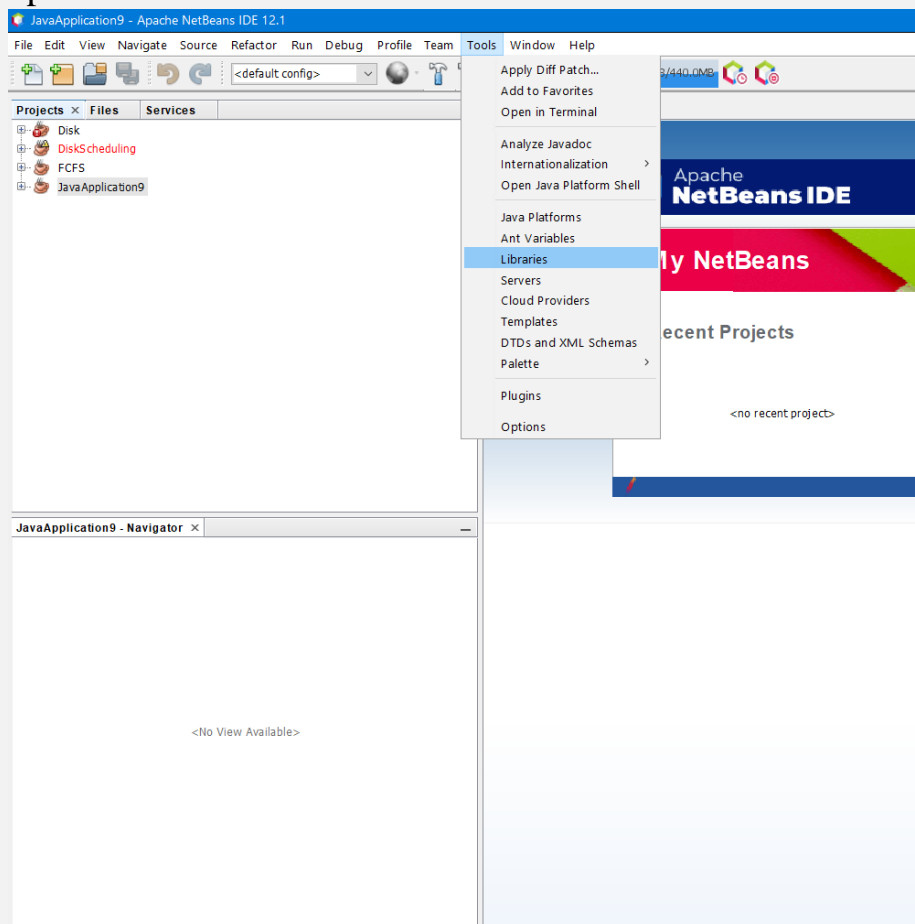 JavaApplication9 - Apache NetBeans IDE 12.1
File Edit View Navigate Source Refactor Run Debug Profile Team Tools Window Help
<default config>
/440.0MB
Projects × Files Services
Disk
DiskScheduling
FCFS
JavaApplication9
Apply Diff Patch...
Add to Favorites
Open in Terminal
Analyze Javadoc
Internationalization >
Open Java Platform Shell
Java Platforms
Ant Variables
Libraries
Servers
Cloud Providers
Templates
DTDs and XML Schemas
Palette >
Plugins
Options
Apache
NetBeans IDE
y NetBeans
ecent Projects
<no recent project>
JavaApplication9 - Navigator ×
<No View Available>